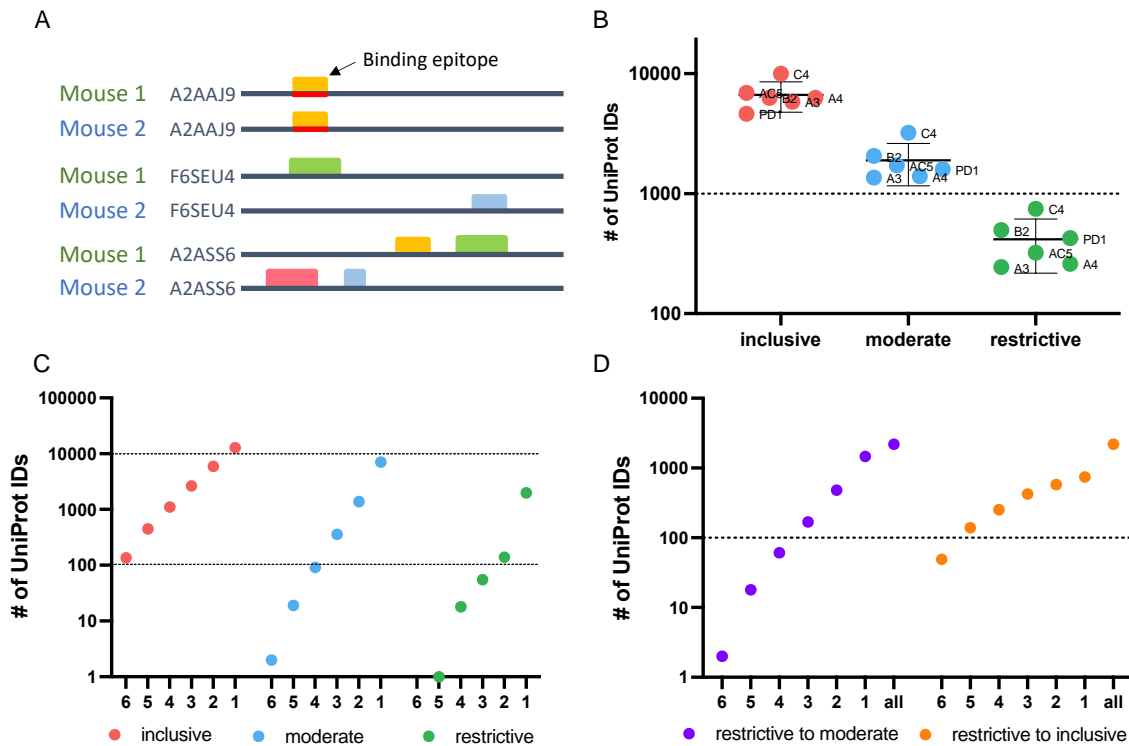 A
Binding epitope
Mouse 1 A2AAJ9
Mouse 2 A2AAJ9
Mouse 1 F6SEU4
Mouse 2 F6SEU4
Mouse 1 A2ASS6
Mouse 2 A2ASS6
B
# of UniProt IDs
10000
1000
100
C4
AC5
B2
A3
A4
PD1
C4
B2
AC5
PD1
A3
A4
C4
B2
PD1
AC5
A3
A4
inclusive moderate restrictive
C
# of UniProt IDs
100000
10000
1000
100
10
1
6 5 4 3 2 1 6 5 4 3 2 1 6 5 4 3 2 1
inclusive moderate restrictive
D
# of UniProt IDs
10000
1000
100
10
1
6 5 4 3 2 1 all 6 5 4 3 2 1 all
restrictive to moderate restrictive to inclusive